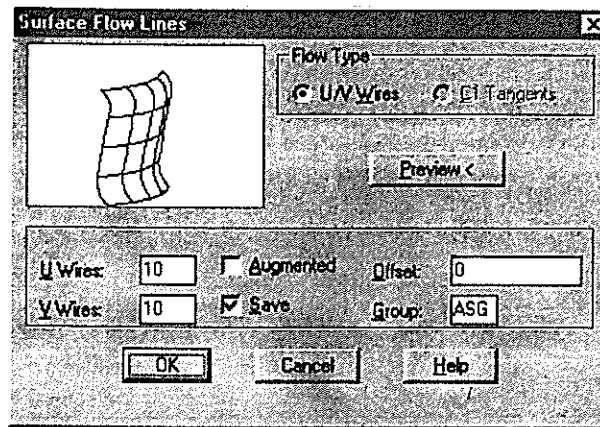 Surface Flow Lines
Flow Type
U/V Wires C1 Tangents
Preview <
U Wires: 10 Augmented Offset: 0
V Wires: 10 Save Group: ASG
OK Cancel Help